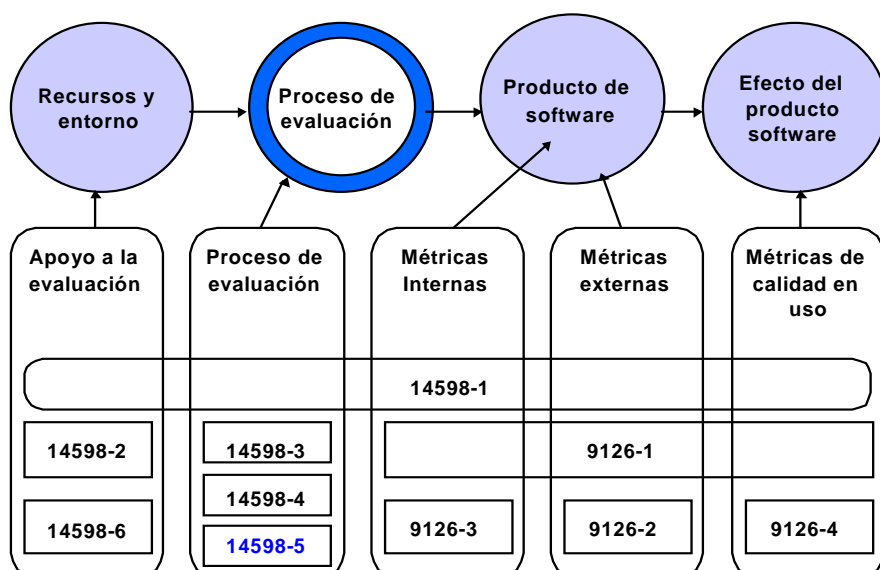 Recursos y
entorno
Proceso de
evaluación
Producto de
software
Efecto del
producto
software
Apoyo a la
evaluación
Proceso de
evaluación
Métricas
Internas
Métricas
externas
Métricas de
calidad en
uso
14598-1
14598-2
14598-3
9126-1
14598-4
14598-6
14598-5
9126-3
9126-2
9126-4